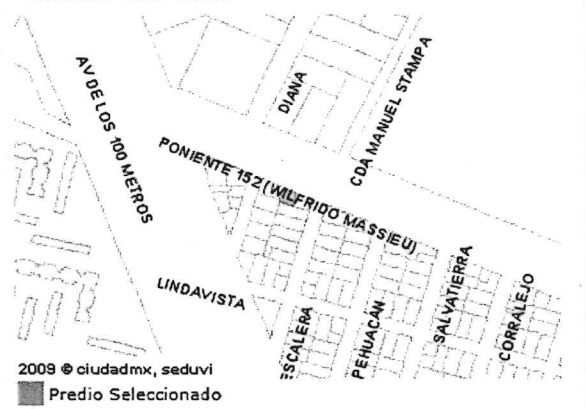 AV DE LOS 100 METROS
DIANA
CDA MANUEL STAMPA
PONIENTE 152 (WILFRIDO MASSIEU)
LINDAVISTA
ESCALERA
PEHUACÁN
SALVATIERRA
CORRALEJO
2009 © ciudadmx, seduvi
Predio Seleccionado